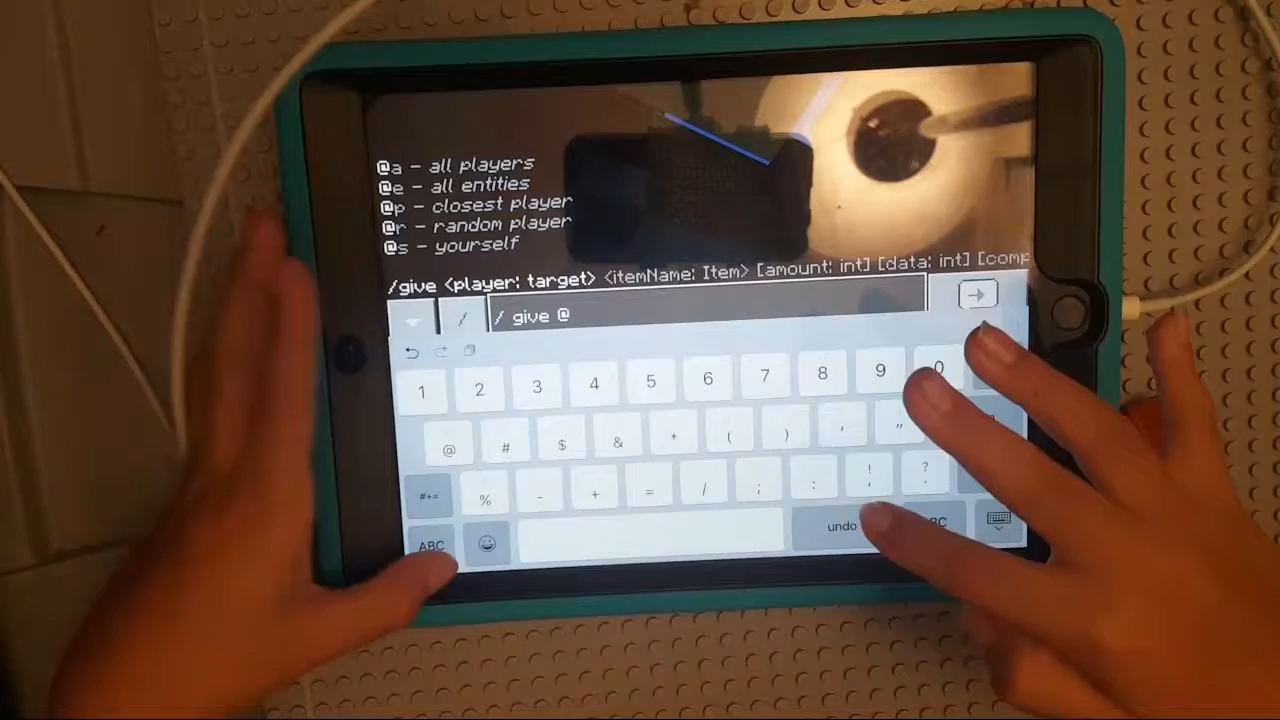 @a - all players
@e - all entities
@p - closest player
@r - random player
@s - yourself
/give <player: target> <itemName: Item> [amount: int] [data: int] [comp
/
/ give @
1 2 3 4 5 6 7 8 9 0
@ # $ & * ( ) ' "
#+= % - + = / ; : ! , ? .
ABC undo